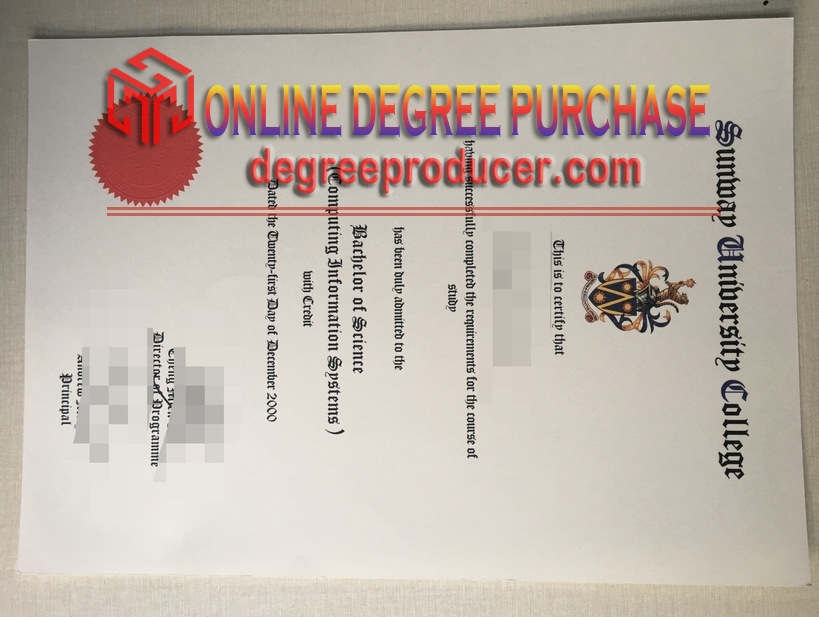 ONLINE DEGREE PURCHASE
degreeproducer.com
Sunway University College
This is to certify that
having successfully completed the requirements for the course of
study
has been duly admitted to the
Bachelor of Science
(Computing Information Systems)
with Credit
Dated the Twenty-first Day of December 2000
Director of Programme
Principal